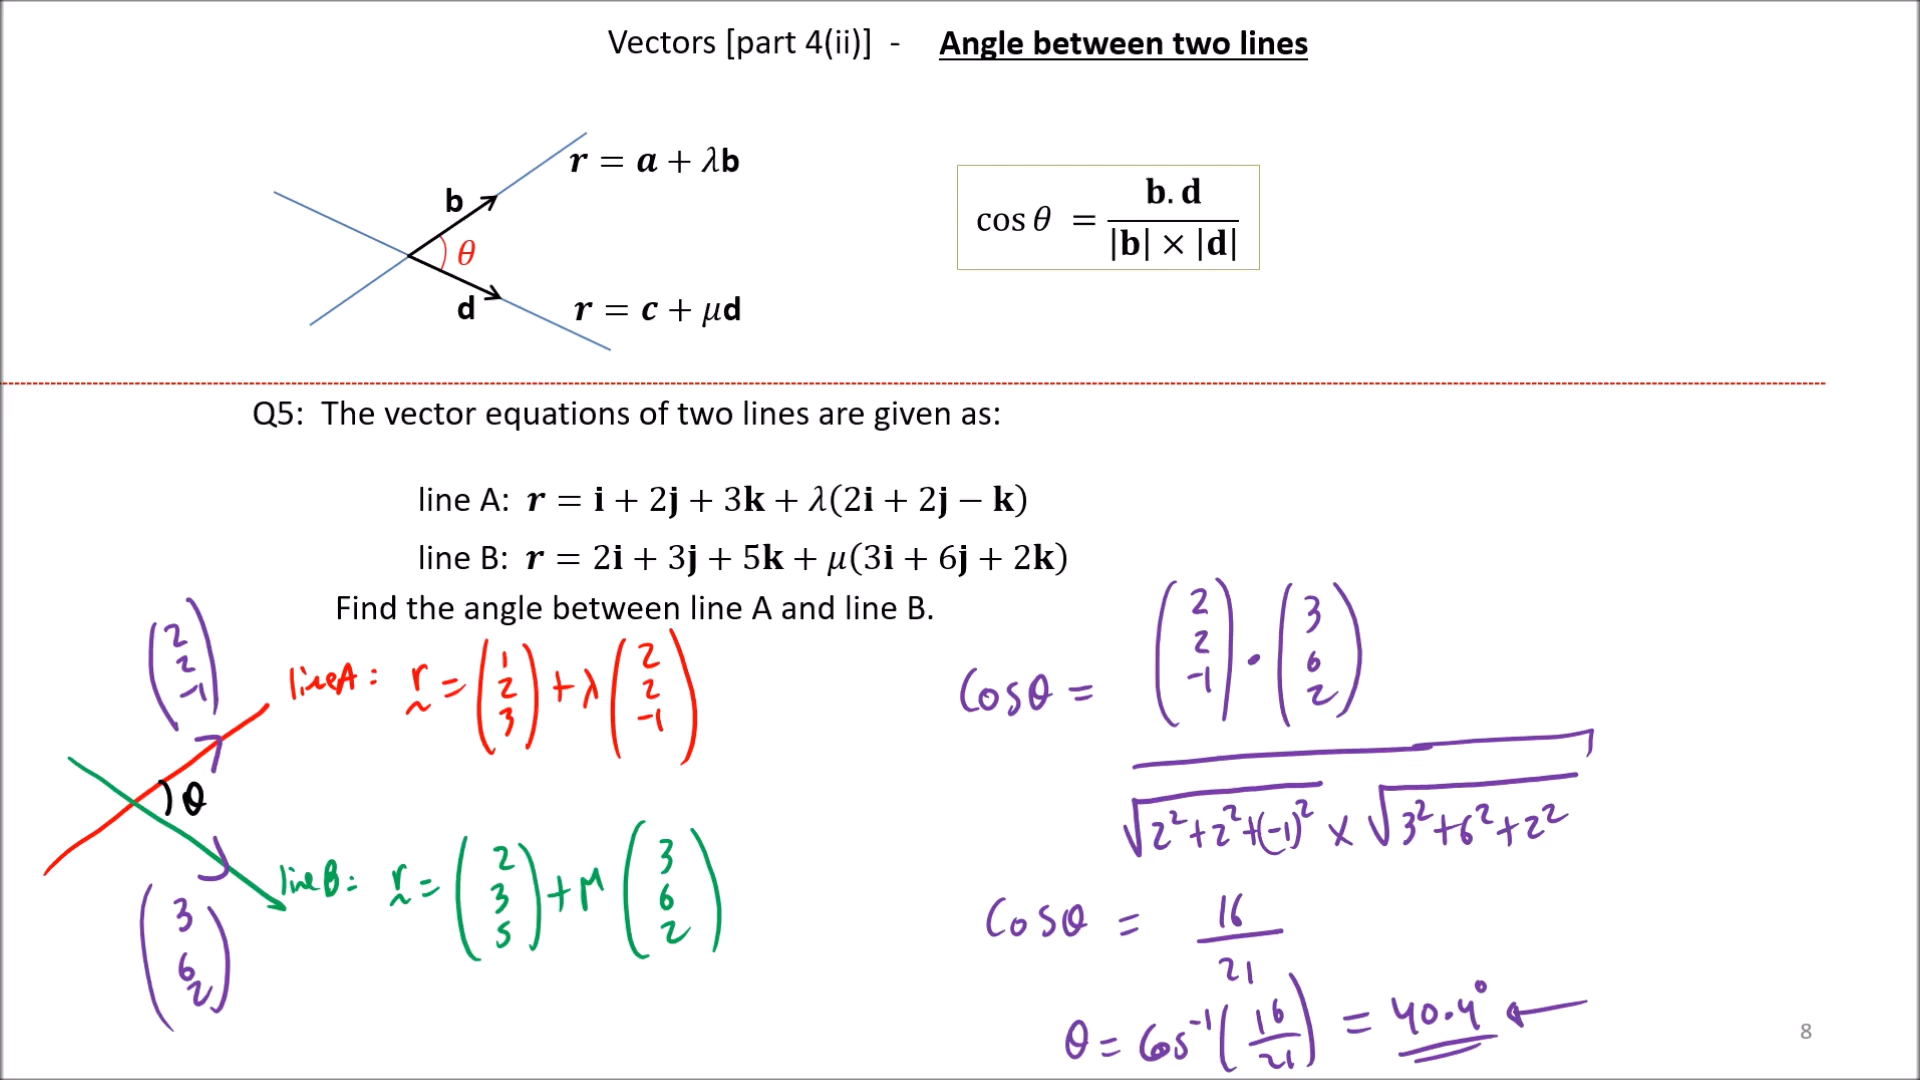 Vectors [part 4(ii)] - Angle between two lines
r = a + λb
b
θ
d
r = c + μd
cos θ = b. d / |b| × |d|
Q5: The vector equations of two lines are given as:
line A: r = i + 2j + 3k + λ(2i + 2j − k)
line B: r = 2i + 3j + 5k + μ(3i + 6j + 2k)
Find the angle between line A and line B.
(2 2 -1)
line A: r = (1 2 3) + λ (2 2 -1)
θ
line B: r = (2 3 5) + μ (3 6 2)
(3 6 2)
Cosθ = (2 2 -1) · (3 6 2) / √2²+2²+(-1)² × √3²+6²+2²
Cosθ = 16/21
θ = Cos⁻¹(16/21) = 40.4°
8